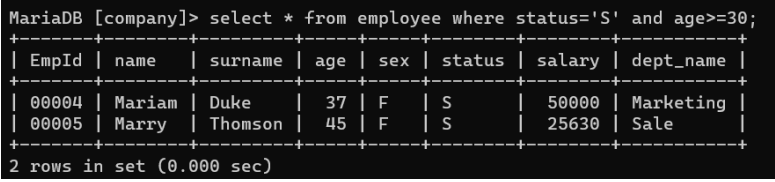 MariaDB [company]> select * from employee where status='S' and age>=30;
+-------+--------+---------+-----+-----+--------+--------+-----------+
| EmpId | name   | surname | age | sex | status | salary | dept_name |
+-------+--------+---------+-----+-----+--------+--------+-----------+
| 00004 | Mariam | Duke    |  37 | F   | S      |  50000 | Marketing |
| 00005 | Marry  | Thomson |  45 | F   | S      |  25630 | Sale      |
+-------+--------+---------+-----+-----+--------+--------+-----------+
2 rows in set (0.000 sec)